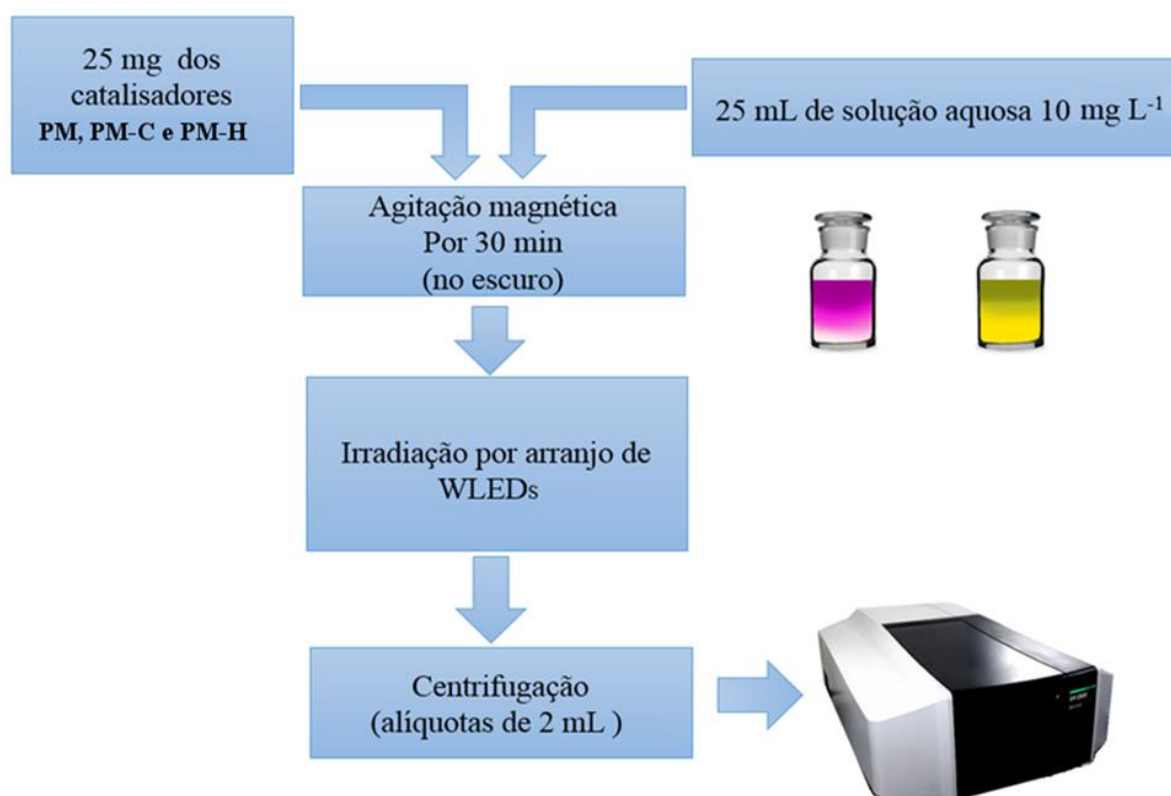 25 mg dos
catalisadores
PM, PM-C e PM-H
25 mL de solução aquosa 10 mg L⁻¹
Agitação magnética
Por 30 min
(no escuro)
Irradiação por arranjo de
WLEDs
Centrifugação
(alíquotas de 2 mL )